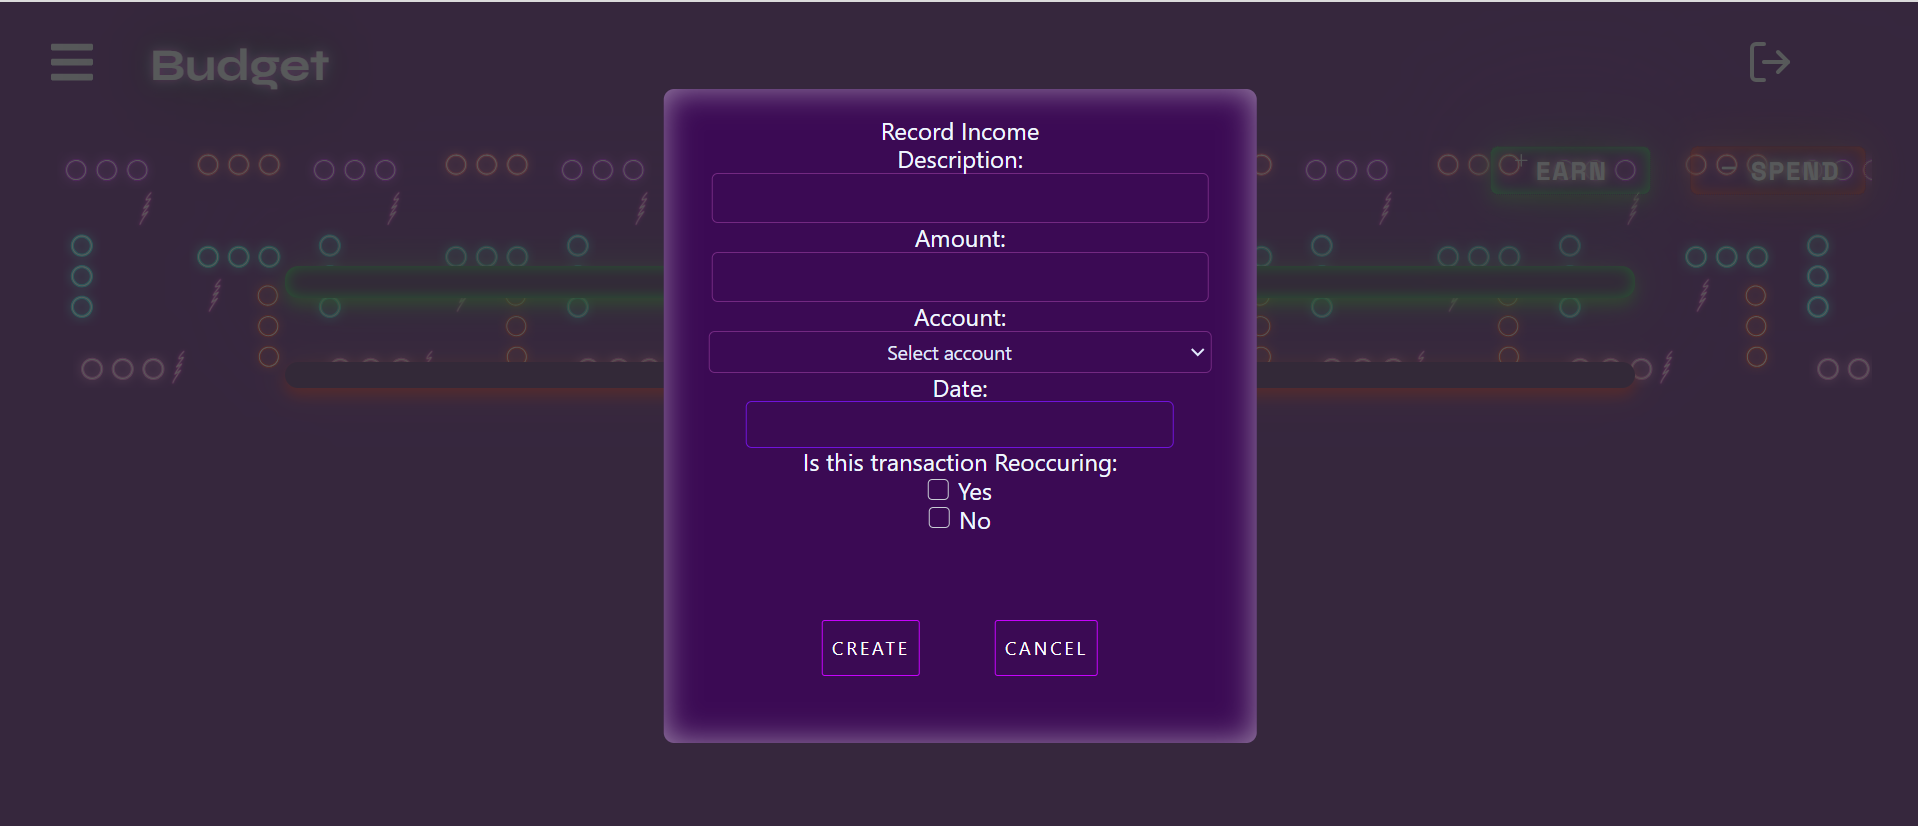 Budget
+ EARN
- SPEND
Record Income
Description:
Amount:
Account:
Select account
Date:
Is this transaction Reoccuring:
Yes
No
CREATE
CANCEL